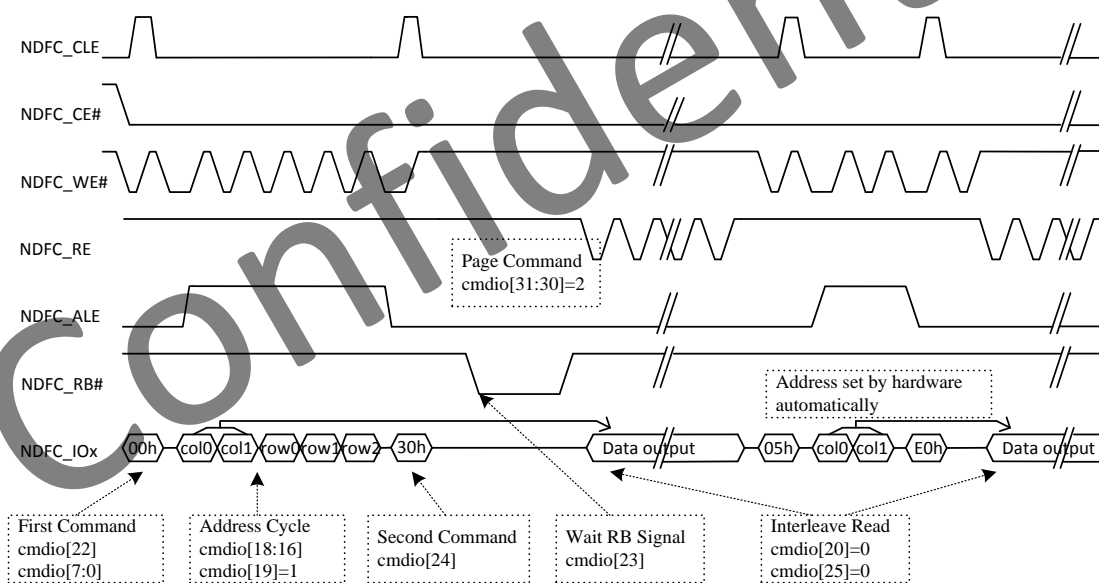 NDFC_CLE
NDFC_CE#
NDFC_WE#
NDFC_RE
Page Command
cmdio[31:30]=2
NDFC_ALE
NDFC_RB#
Address set by hardware
automatically
NDFC_IOx 00h col0 col1 row0 row1 row2 30h Data output 05h col0 col1 E0h Data output
First Command
cmdio[22]
cmdio[7:0]
Address Cycle
cmdio[18:16]
cmdio[19]=1
Second Command
cmdio[24]
Wait RB Signal
cmdio[23]
Interleave Read
cmdio[20]=0
cmdio[25]=0